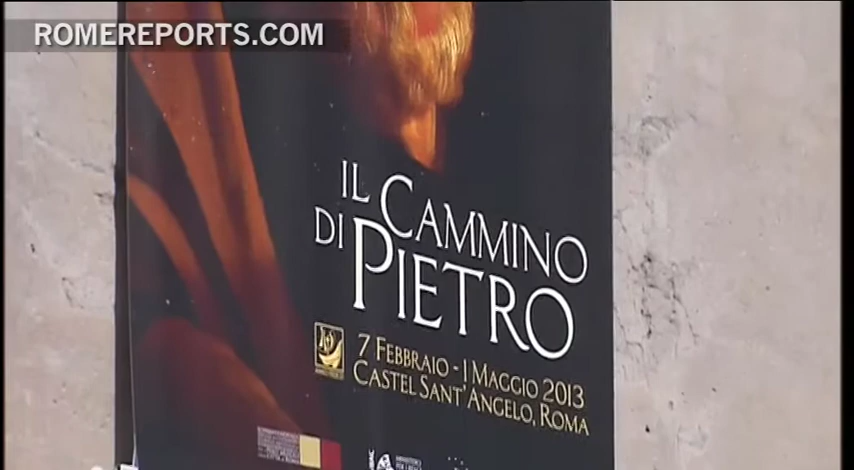 ROMEREPORTS.COM
IL CAMMINO
DI PIETRO
7 FEBBRAIO - 1 MAGGIO 2013
CASTEL SANT'ANGELO, ROMA